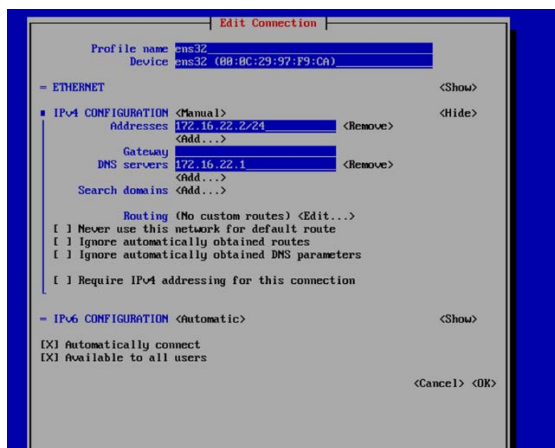 Edit Connection
Profile name ens32
Device ens32 (00:0C:29:97:F9:CA)
= ETHERNET <Show>
IPv4 CONFIGURATION <Manual> <Hide>
Addresses 172.16.22.2/24 <Remove>
<Add...>
Gateway
DNS servers 172.16.22.1 <Remove>
<Add...>
Search domains <Add...>
Routing (No custom routes) <Edit...>
[ ] Never use this network for default route
[ ] Ignore automatically obtained routes
[ ] Ignore automatically obtained DNS parameters
[ ] Require IPv4 addressing for this connection
= IPv6 CONFIGURATION <Automatic> <Show>
[X] Automatically connect
[X] Available to all users
<Cancel> <OK>